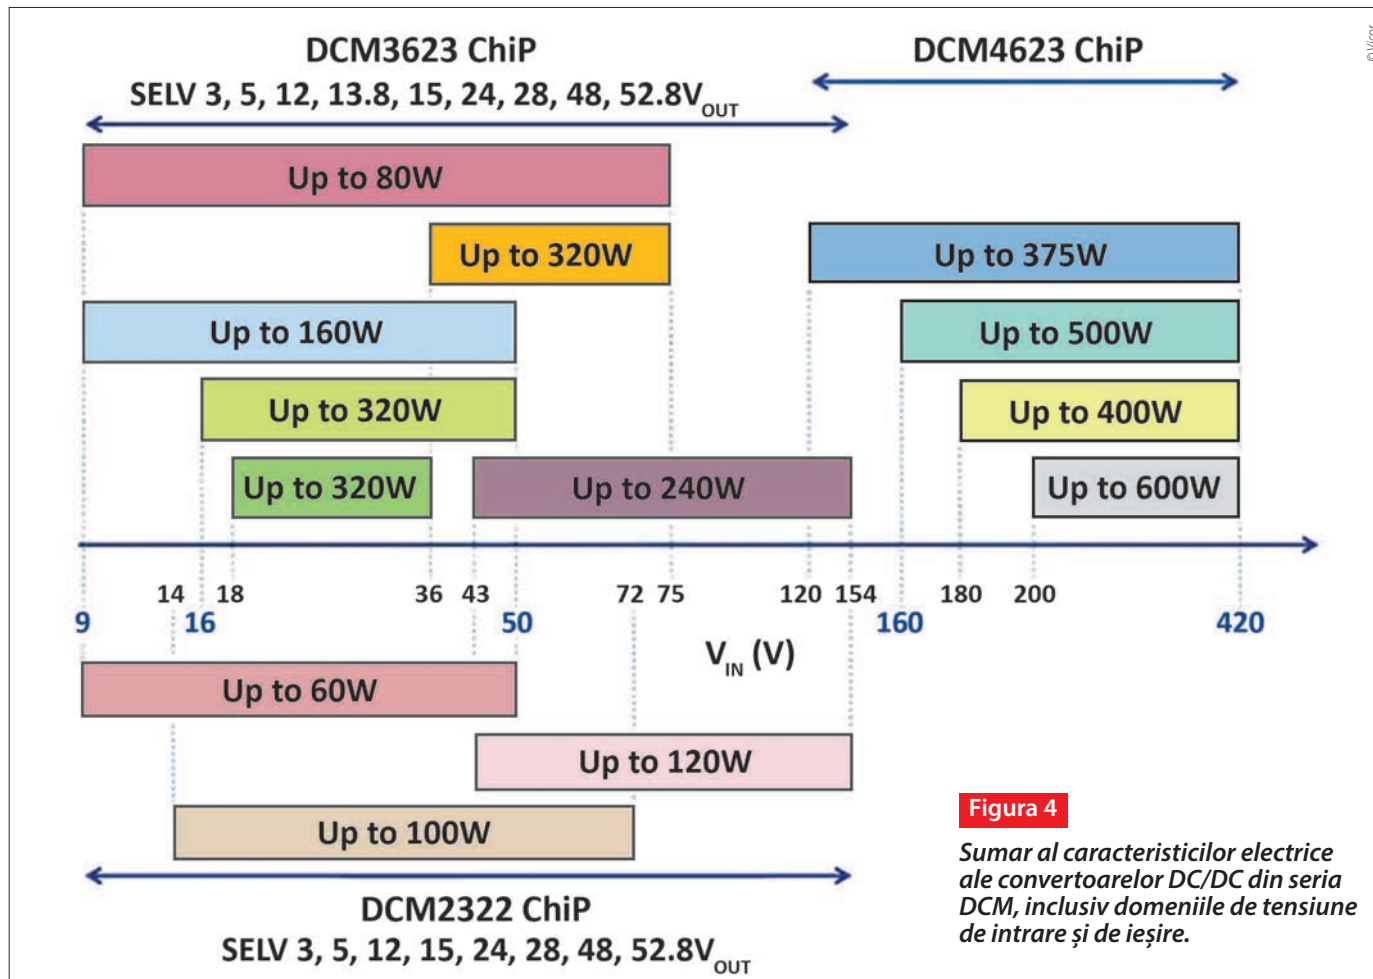 DCM3623 ChiP
SELV 3, 5, 12, 13.8, 15, 24, 28, 48, 52.8VOUT
DCM4623 ChiP
©Vicor
Up to 80W
Up to 320W
Up to 375W
Up to 160W
Up to 500W
Up to 320W
Up to 400W
Up to 320W
Up to 240W
Up to 600W
14 18 36 43 72 75 120 154 180 200
9 16 50 160 420
VIN (V)
Up to 60W
Up to 120W
Up to 100W
DCM2322 ChiP
SELV 3, 5, 12, 15, 24, 28, 48, 52.8VOUT
Figura 4
Sumar al caracteristicilor electrice
ale convertoarelor DC/DC din seria
DCM, inclusiv domeniile de tensiune
de intrare și de ieșire.